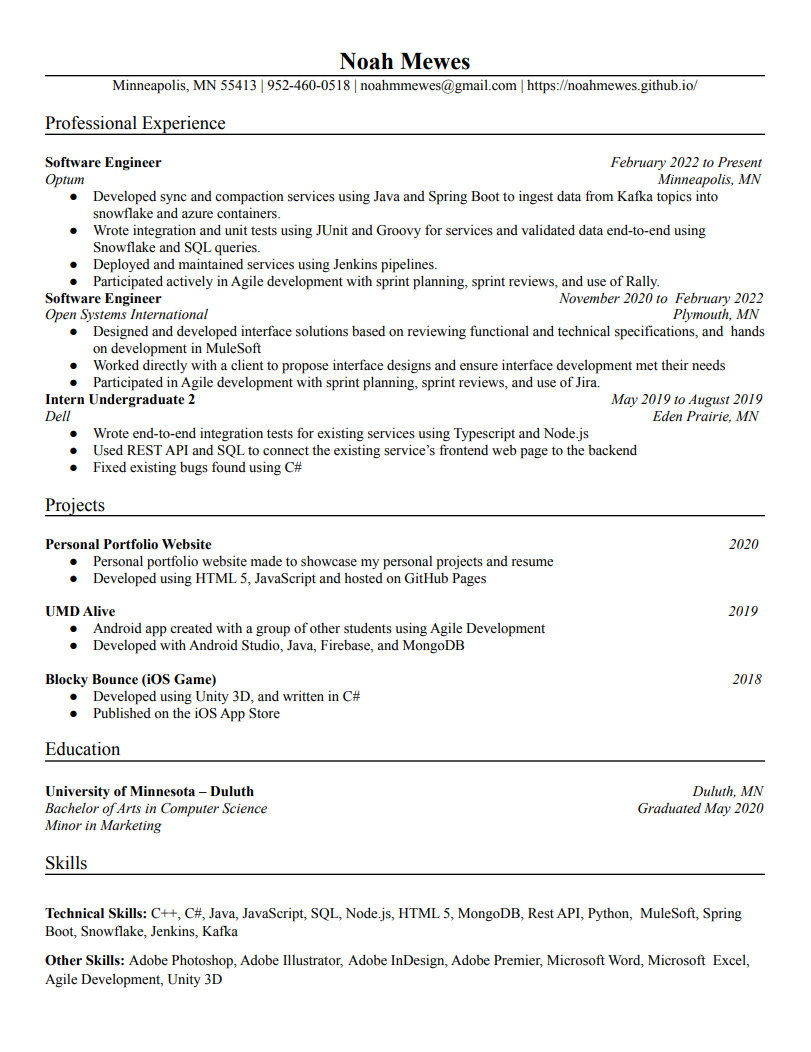 Noah Mewes
Minneapolis, MN 55413 | 952-460-0518 | noahmmewes@gmail.com | https://noahmewes.github.io/
Professional Experience
Software Engineer February 2022 to Present
Optum Minneapolis, MN
● Developed sync and compaction services using Java and Spring Boot to ingest data from Kafka topics into
snowflake and azure containers.
● Wrote integration and unit tests using JUnit and Groovy for services and validated data end-to-end using
Snowflake and SQL queries.
● Deployed and maintained services using Jenkins pipelines.
● Participated actively in Agile development with sprint planning, sprint reviews, and use of Rally.
Software Engineer November 2020 to February 2022
Open Systems International Plymouth, MN
● Designed and developed interface solutions based on reviewing functional and technical specifications, and hands
on development in MuleSoft
● Worked directly with a client to propose interface designs and ensure interface development met their needs
● Participated in Agile development with sprint planning, sprint reviews, and use of Jira.
Intern Undergraduate 2 May 2019 to August 2019
Dell Eden Prairie, MN
● Wrote end-to-end integration tests for existing services using Typescript and Node.js
● Used REST API and SQL to connect the existing service’s frontend web page to the backend
● Fixed existing bugs found using C#
Projects
Personal Portfolio Website 2020
● Personal portfolio website made to showcase my personal projects and resume
● Developed using HTML 5, JavaScript and hosted on GitHub Pages
UMD Alive 2019
● Android app created with a group of other students using Agile Development
● Developed with Android Studio, Java, Firebase, and MongoDB
Blocky Bounce (iOS Game) 2018
● Developed using Unity 3D, and written in C#
● Published on the iOS App Store
Education
University of Minnesota – Duluth Duluth, MN
Bachelor of Arts in Computer Science Graduated May 2020
Minor in Marketing
Skills
Technical Skills: C++, C#, Java, JavaScript, SQL, Node.js, HTML 5, MongoDB, Rest API, Python, MuleSoft, Spring
Boot, Snowflake, Jenkins, Kafka
Other Skills: Adobe Photoshop, Adobe Illustrator, Adobe InDesign, Adobe Premier, Microsoft Word, Microsoft Excel,
Agile Development, Unity 3D